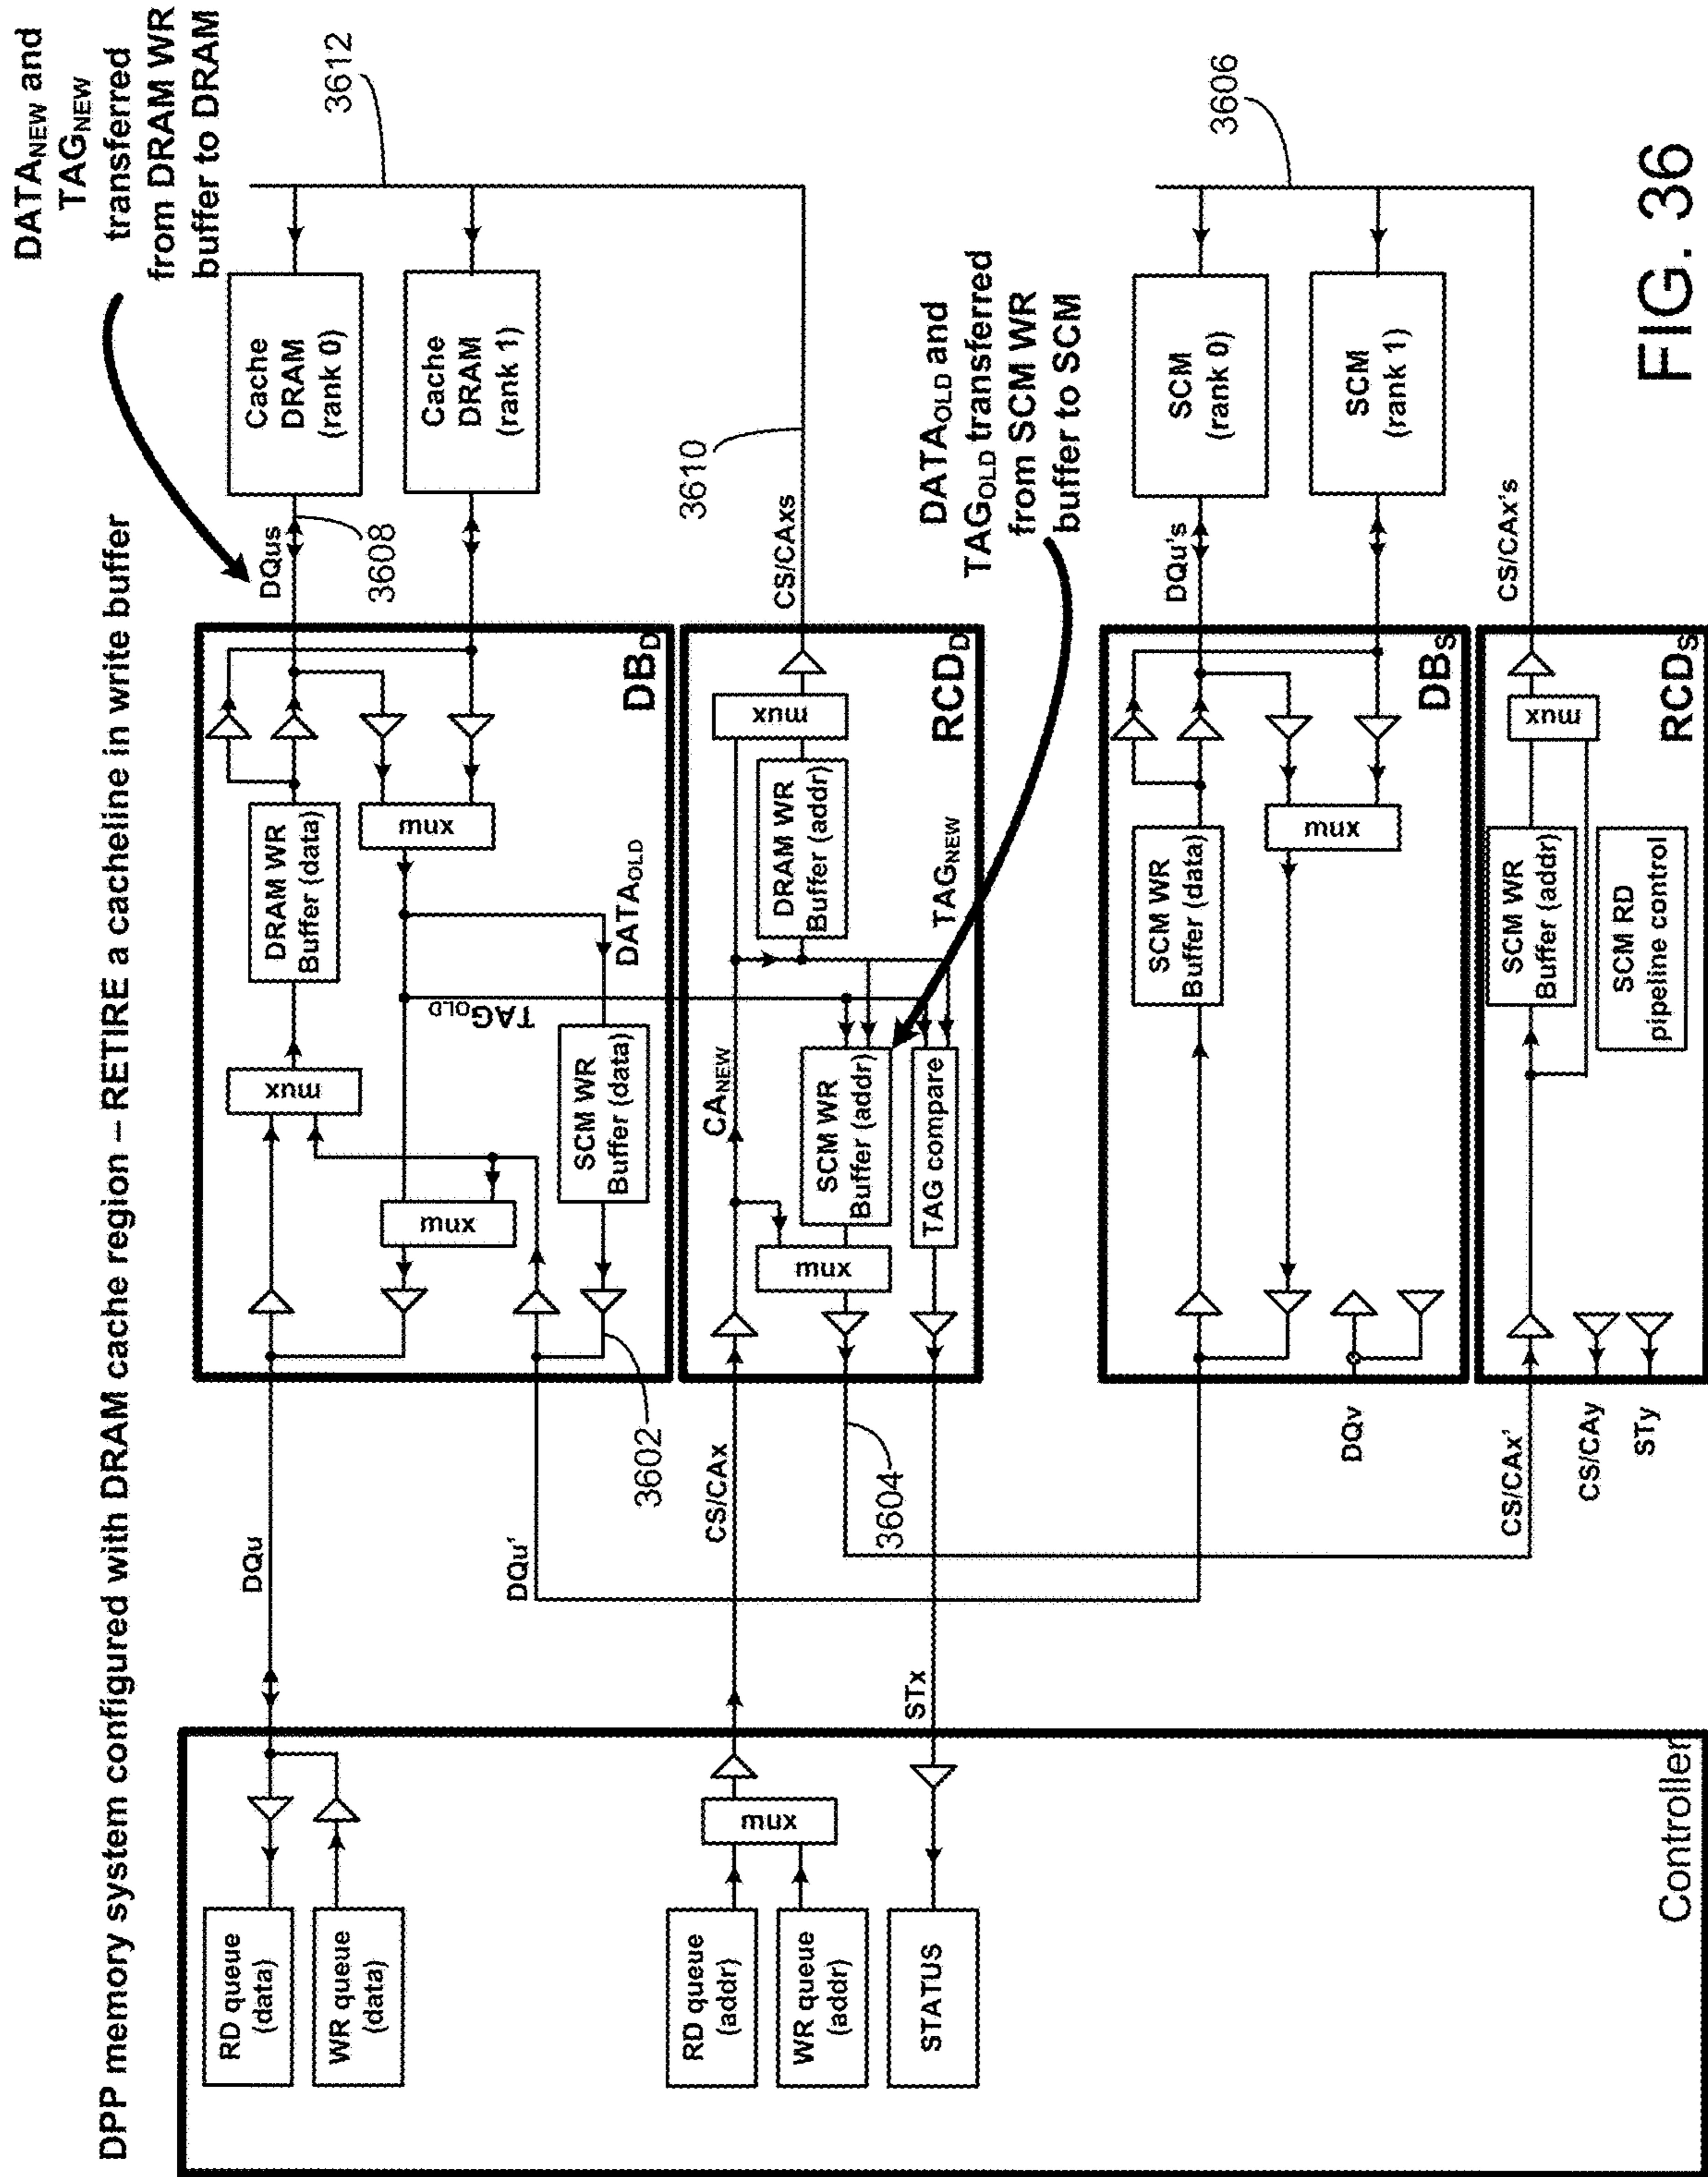 DPP memory system configured with DRAM cache region – RETIRE a cacheline in write buffer
DATANEW and
TAGNEW
transferred
from DRAM WR
buffer to DRAM
3612
RD queue
(data)
WR queue
(data)
RD queue
(addr)
WR queue
(addr)
STATUS
mux
Controller
DQu
DQu'
CS/CAx
STx
3602
3604
mux
DRAM WR
Buffer (data)
mux
mux
TAGOLD
DATAOLD
SCM WR
Buffer (data)
DBD
DQus
3608
Cache
DRAM
(rank 0)
Cache
DRAM
(rank 1)
CANEW
mux
SCM WR
Buffer (addr)
TAG compare
DRAM WR
Buffer (addr)
mux
TAGNEW
RCDD
CS/CAxs
3610
DATAOLD and
TAGOLD transferred
from SCM WR
buffer to SCM
DQv
SCM WR
Buffer (data)
mux
DBS
DQu's
SCM
(rank 0)
SCM
(rank 1)
3606
CS/CAx'
CS/CAy
STy
SCM WR
Buffer (addr)
SCM RD
pipeline control
mux
RCDS
CS/CAx's
FIG. 36